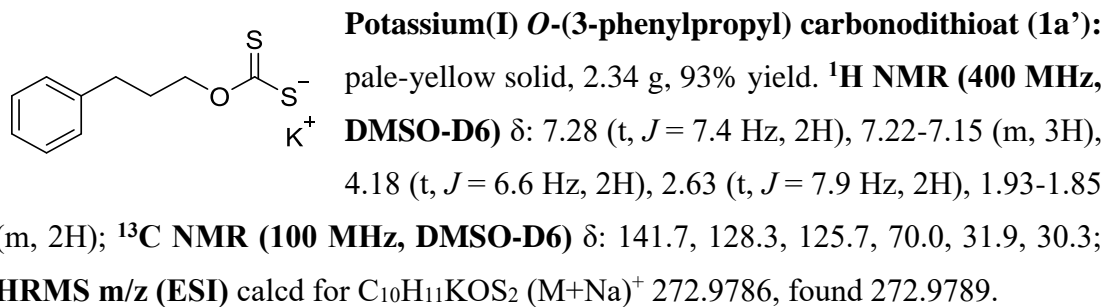 Potassium(I) O-(3-phenylpropyl) carbonodithioat (1a’):
pale-yellow solid, 2.34 g, 93% yield. ¹H NMR (400 MHz,
DMSO-D6) δ: 7.28 (t, J = 7.4 Hz, 2H), 7.22-7.15 (m, 3H),
4.18 (t, J = 6.6 Hz, 2H), 2.63 (t, J = 7.9 Hz, 2H), 1.93-1.85
(m, 2H); ¹³C NMR (100 MHz, DMSO-D6) δ: 141.7, 128.3, 125.7, 70.0, 31.9, 30.3;
HRMS m/z (ESI) calcd for C₁₀H₁₁KOS₂ (M+Na)⁺ 272.9786, found 272.9789.
S
O
S⁻
K⁺